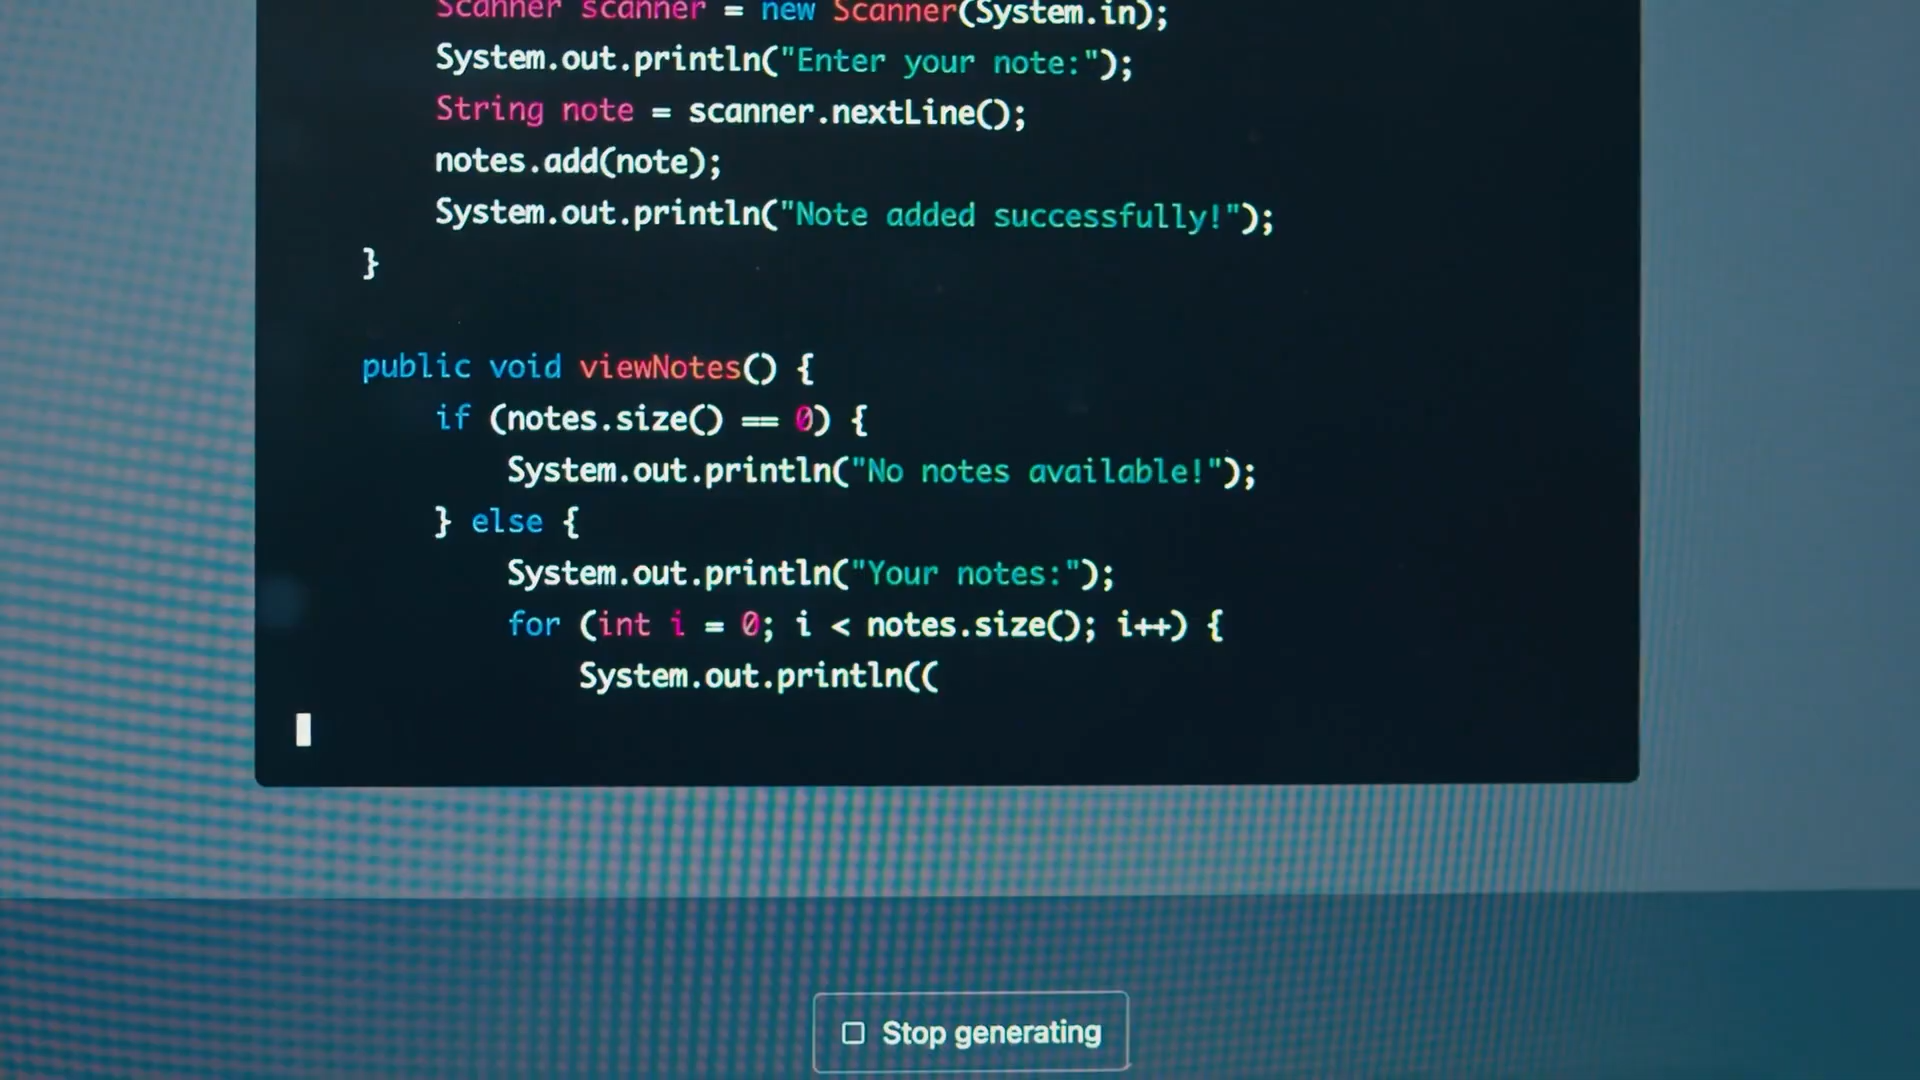 Scanner scanner = new Scanner(System.in);
System.out.println("Enter your note:");
String note = scanner.nextLine();
notes.add(note);
System.out.println("Note added successfully!");
}
public void viewNotes() {
if (notes.size() == 0) {
System.out.println("No notes available!");
} else {
System.out.println("Your notes:");
for (int i = 0; i < notes.size(); i++) {
System.out.println((
Stop generating